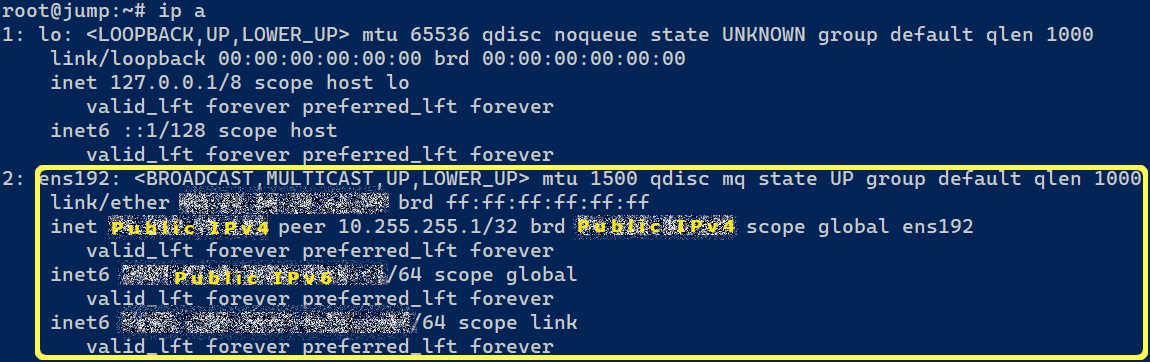 root@jump:~# ip a
1: lo: <LOOPBACK,UP,LOWER_UP> mtu 65536 qdisc noqueue state UNKNOWN group default qlen 1000
link/loopback 00:00:00:00:00:00 brd 00:00:00:00:00:00
inet 127.0.0.1/8 scope host lo
valid_lft forever preferred_lft forever
inet6 ::1/128 scope host
valid_lft forever preferred_lft forever
2: ens192: <BROADCAST,MULTICAST,UP,LOWER_UP> mtu 1500 qdisc mq state UP group default qlen 1000
link/ether brd ff:ff:ff:ff:ff:ff
inet Public IPv4 peer 10.255.255.1/32 brd Public IPv4 scope global ens192
valid_lft forever preferred_lft forever
inet6 Public IPv6 /64 scope global
valid_lft forever preferred_lft forever
inet6 /64 scope link
valid_lft forever preferred_lft forever